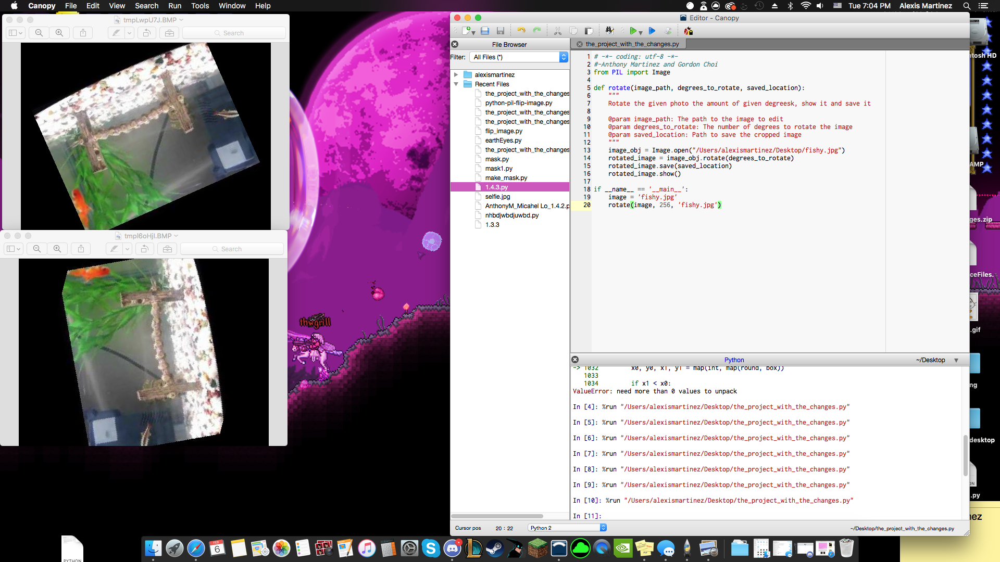 Canopy File Edit View Search Run Tools Window Help
Tue 7:04 PM Alexis Martinez
tmpLwpU7J.BMP
Search
tmpI6oHjI.BMP
Search
thwgrill
Editor - Canopy
File Browser
Filter: All Files (*)
alexismartinez
Recent Files
the_project_with_the_changes
python-pil-flip-image.py
the_project_with_the_changes
the_project_with_the_changes
flip_image.py
earthEyes.py
the_project_with_the_changes
mask.py
mask1.py
make_mask.py
1.4.3.py
selfie.jpg
AnthonyM_Micahel Lo_1.4.2.p
nhbdjwbdjuwbd.py
1.3.3
the_project_with_the_changes.py
1 # -*- coding: utf-8 -*-
2 #-Anthony Martinez and Gordon Choi
3 from PIL import Image
4
5 def rotate(image_path, degrees_to_rotate, saved_location):
6 """
7 Rotate the given photo the amount of given degreesk, show it and save it
8
9 @param image_path: The path to the image to edit
10 @param degrees_to_rotate: The number of degrees to rotate the image
11 @param saved_location: Path to save the cropped image
12 """
13 image_obj = Image.open("/Users/alexismartinez/Desktop/fishy.jpg")
14 rotated_image = image_obj.rotate(degrees_to_rotate)
15 rotated_image.save(saved_location)
16 rotated_image.show()
17
18 if __name__ == '__main__':
19 image = 'fishy.jpg'
20 rotate(image, 256, 'fishy.jpg')
Python
~/Desktop
-> 1032 x0, y0, x1, y1 = map(int, map(round, box))
1033
1034 if x1 < x0:
ValueError: need more than 0 values to unpack
In [4]: %run "/Users/alexismartinez/Desktop/the_project_with_the_changes.py"
In [5]: %run "/Users/alexismartinez/Desktop/the_project_with_the_changes.py"
In [6]: %run "/Users/alexismartinez/Desktop/the_project_with_the_changes.py"
In [7]: %run "/Users/alexismartinez/Desktop/the_project_with_the_changes.py"
In [8]: %run "/Users/alexismartinez/Desktop/the_project_with_the_changes.py"
In [9]: %run "/Users/alexismartinez/Desktop/the_project_with_the_changes.py"
In [10]: %run "/Users/alexismartinez/Desktop/the_project_with_the_changes.py"
In [11]:
Cursor pos 20 : 22 Python 2 ~/Desktop/the_project_with_the_changes.py
tosh HD
AMP
ges.zip
ceFiles.
.gif
ng
desktop
.py
nez
PYTHON
FEB
6